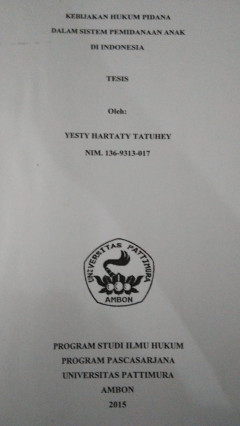 KEBIJAKAN HUKUM PIDANA
DALAM SISTEM PEMIDANAAN ANAK
DI INDONESIA
TESIS
Oleh:
YESTY HARTATY TATUHEY
NIM. 136-9313-017
UNIVERSITAS PATTIMURA
AMBON
PROGRAM STUDI ILMU HUKUM
PROGRAM PASCASARJANA
UNIVERSITAS PATTIMURA
AMBON
2015